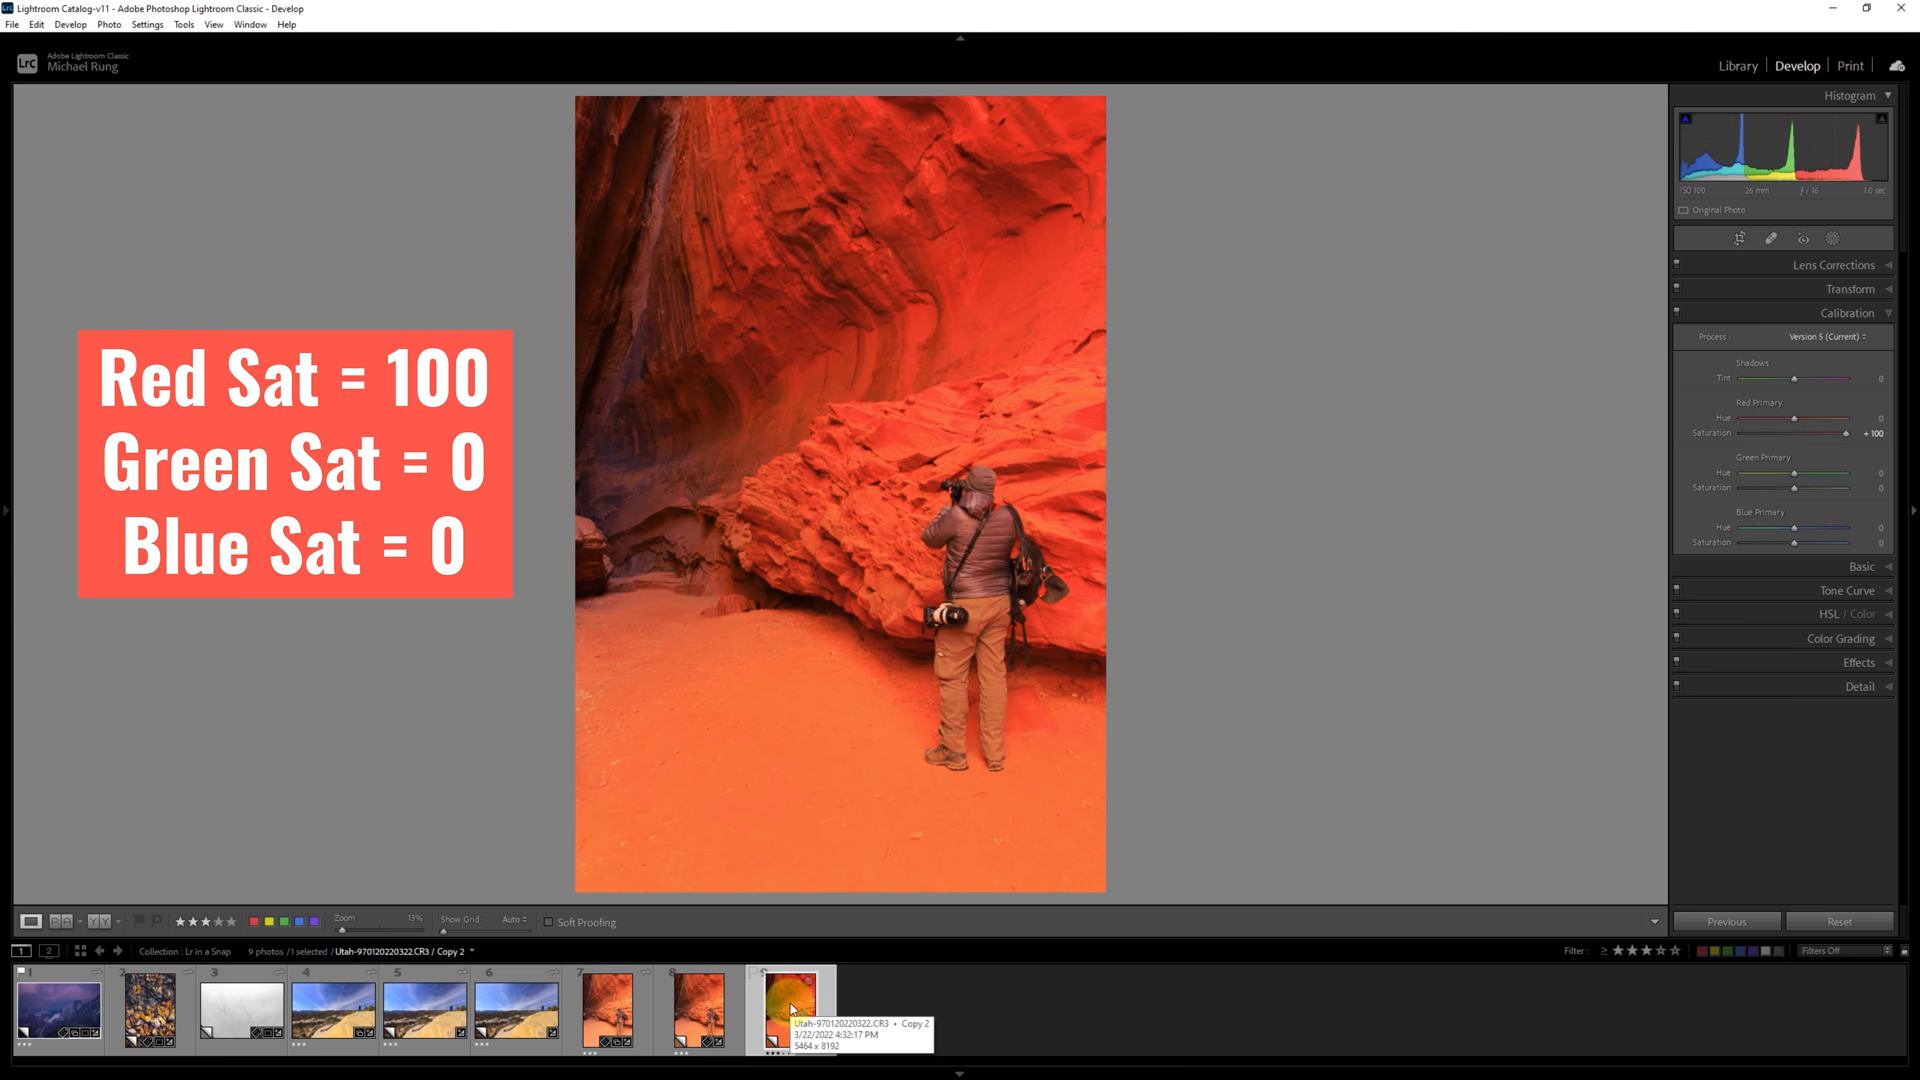 Lightroom Catalog-v11 - Adobe Photoshop Lightroom Classic - Develop
File Edit Develop Photo Settings Tools View Window Help
LrC
Adobe Lightroom Classic
Michael Rung
Library | Develop | Print |
Histogram
ISO 100 26 mm ƒ / 16 1.0 sec
Original Photo
Lens Corrections
Transform
Calibration
Process : Version 5 (Current)
Shadows
Tint 0
Red Primary
Hue 0
Saturation + 100
Green Primary
Hue 0
Saturation 0
Blue Primary
Hue 0
Saturation 0
Basic
Tone Curve
HSL / Color
Color Grading
Effects
Detail
Red Sat = 100
Green Sat = 0
Blue Sat = 0
Zoom 13% Show Grid: Auto Soft Proofing
Previous Reset
1 2 Collection : Lr in a Snap 9 photos / 1 selected / Utah-970120220322.CR3 / Copy 2
Filter : ≥ Filters Off
1 2 3 4 5 6 7 8 9
Utah-970120220322.CR3 • Copy 2
3/22/2022 4:32:17 PM
5464 x 8192